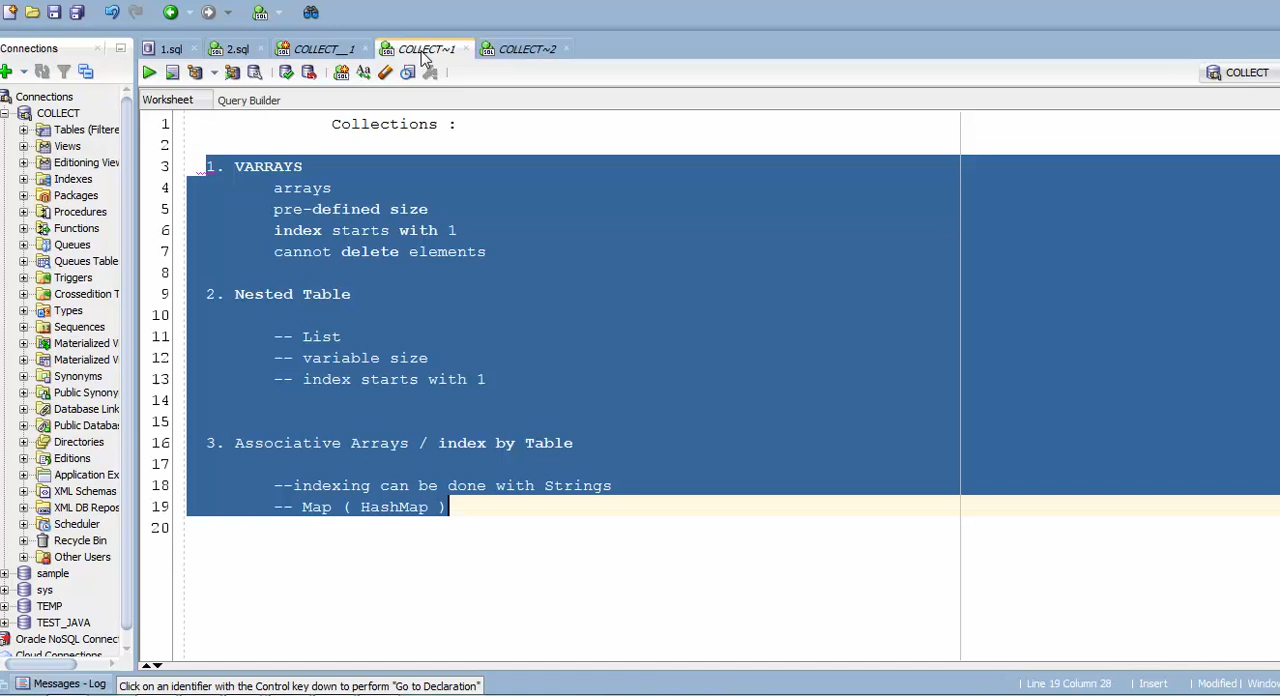 1.sql
2.sql
COLLECT__1
COLLECT~1
COLLECT~2
Connections
COLLECT
Worksheet
Query Builder
Connections
COLLECT
Tables (Filtere
Views
Editioning View
Indexes
Packages
Procedures
Functions
Queues
Queues Table
Triggers
Crossedition T
Types
Sequences
Materialized V
Materialized V
Synonyms
Public Synony
Database Link
Public Databas
Directories
Editions
Application Ex
XML Schemas
XML DB Repos
Scheduler
Recycle Bin
Other Users
sample
sys
TEMP
TEST_JAVA
Oracle NoSQL Connect
Cloud Connections
1 Collections :
2
3 1. VARRAYS
4 arrays
5 pre-defined size
6 index starts with 1
7 cannot delete elements
8
9 2. Nested Table
10
11 -- List
12 -- variable size
13 -- index starts with 1
14
15
16 3. Associative Arrays / index by Table
17
18 --indexing can be done with Strings
19 -- Map ( HashMap )
20
Messages - Log
Click on an identifier with the Control key down to perform "Go to Declaration"
Line 19 Column 28
Insert
Modified
Window